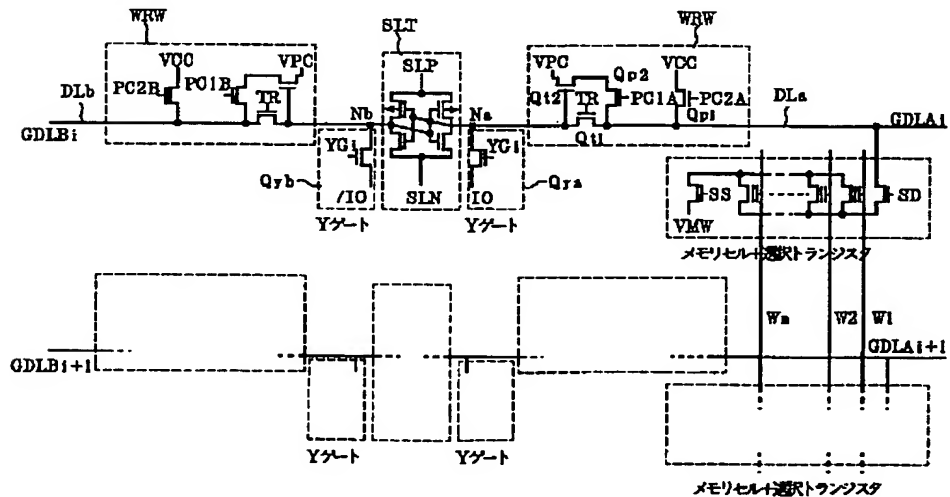 WRW
VCC
VPC
PC2B
PC1B
TR
DLb
GDLBi
SLT
SLP
Nb
Na
YGi
Qyb
/IO
Yゲート
SLN
YGi
Qya
IO
Yゲート
WRW
VPC
Qp2
VCC
Qt2
TR
PC1A
PC2A
Qt1
Qp1
DLa
GDLAi
SS
SD
VMW
メモリセル+選択トランジスタ
Wn
W2
W1
GDLBi+1
GDLAi+1
Yゲート
Yゲート
メモリセル+選択トランジスタ